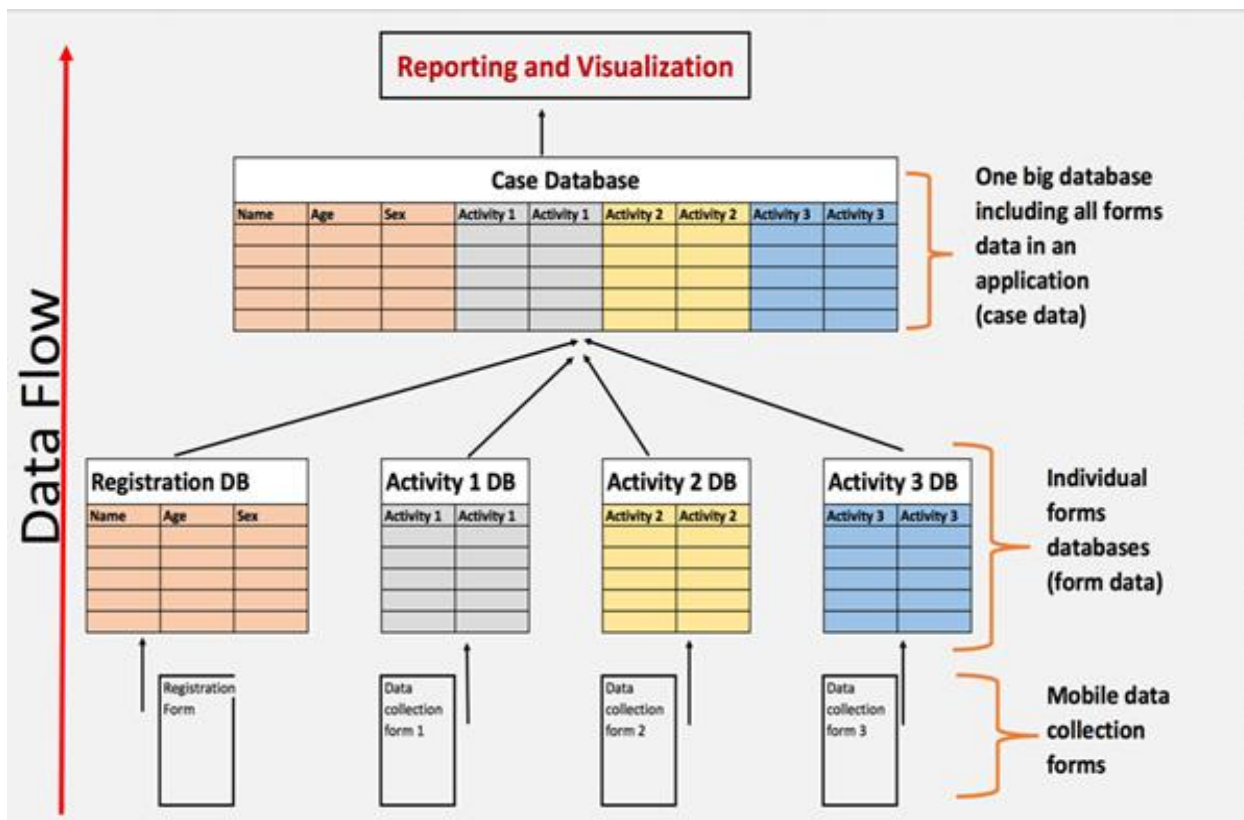 Reporting and Visualization
Case Database
Name Age Sex Activity 1 Activity 1 Activity 2 Activity 2 Activity 3 Activity 3
One big database
including all forms
data in an
application
(case data)
Data Flow
Registration DB
Name Age Sex
Activity 1 DB
Activity 1 Activity 1
Activity 2 DB
Activity 2 Activity 2
Activity 3 DB
Activity 3 Activity 3
Individual
forms
databases
(form data)
Registration
Form
Data
collection
form 1
Data
collection
form 2
Data
collection
form 3
Mobile data
collection
forms